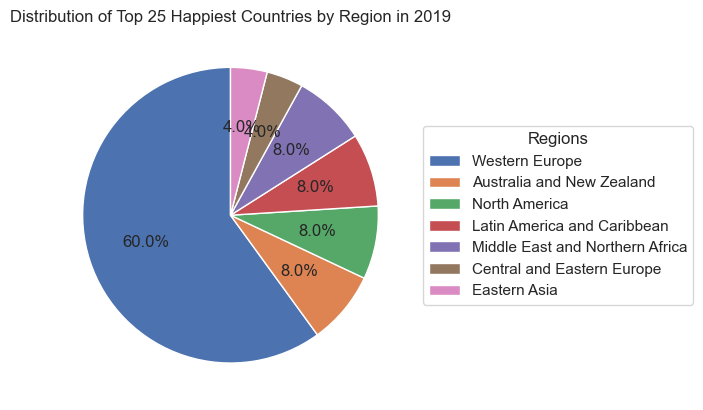 Distribution of Top 25 Happiest Countries by Region in 2019
4.0%
4.0%
8.0%
8.0%
8.0%
8.0%
60.0%
Regions
Western Europe
Australia and New Zealand
North America
Latin America and Caribbean
Middle East and Northern Africa
Central and Eastern Europe
Eastern Asia